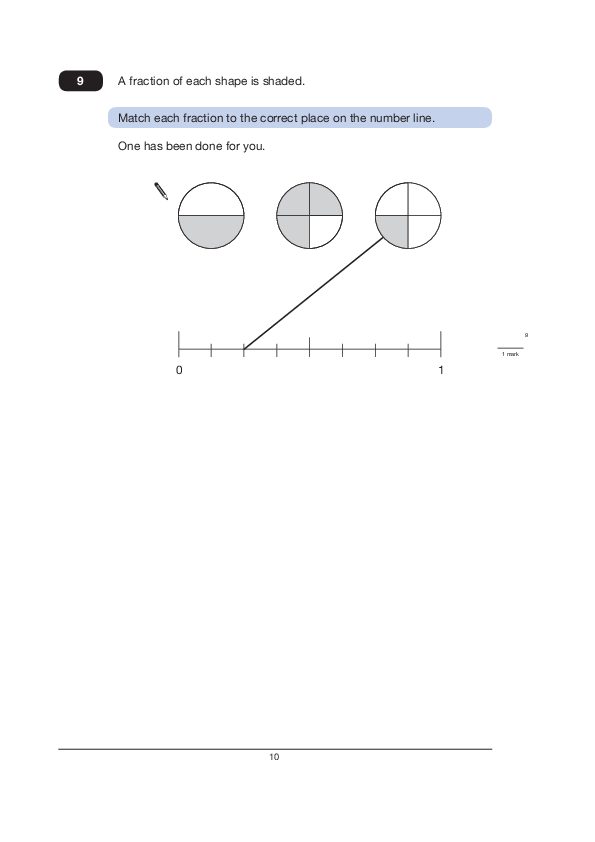 9
A fraction of each shape is shaded.
Match each fraction to the correct place on the number line.
One has been done for you.
9
1 mark
0 1
10